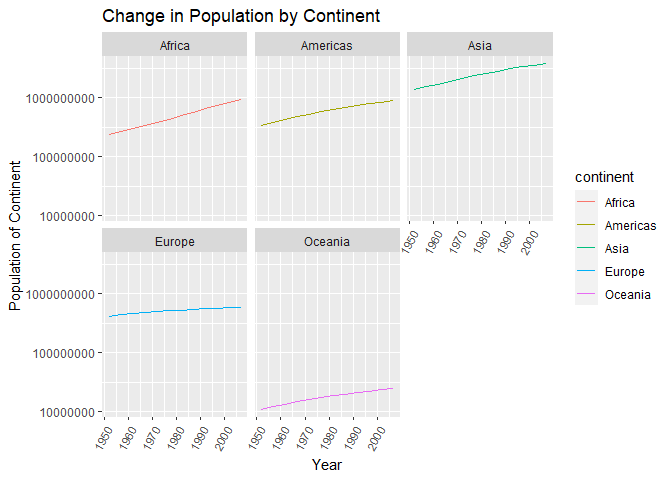 Change in Population by Continent
Africa
Americas
Asia
1000000000
100000000
10000000
1950
1960
1970
1980
1990
2000
Europe
Oceania
1000000000
100000000
10000000
1950
1960
1970
1980
1990
2000
1950
1960
1970
1980
1990
2000
Year
Population of Continent
continent
Africa
Americas
Asia
Europe
Oceania